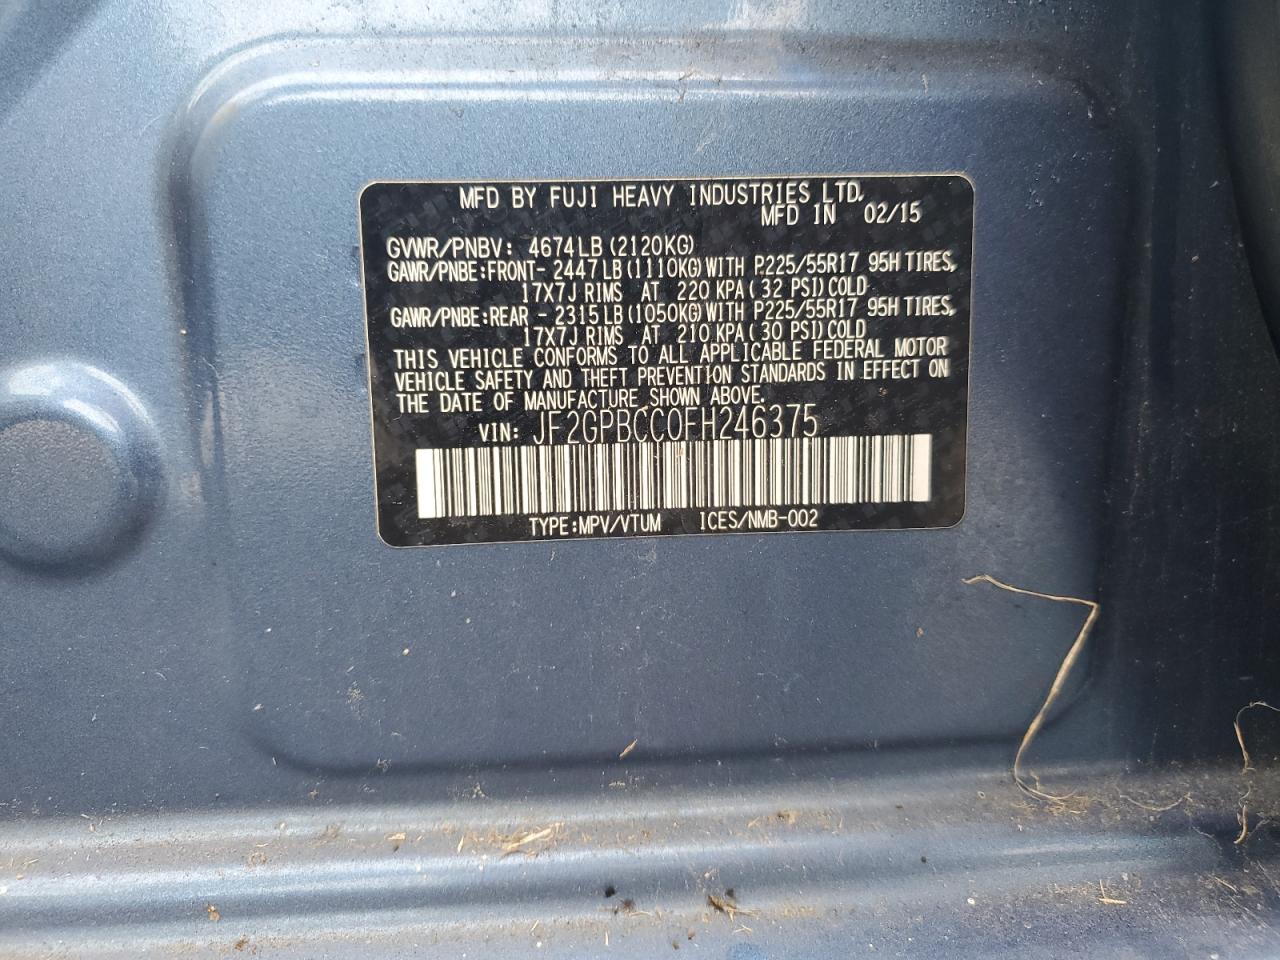 MFD BY FUJI HEAVY INDUSTRIES LTD.
MFD IN 02/15
GVWR/PNBV: 4674LB(2120KG)
GAWR/PNBE:FRONT- 2447LB(1110KG)WITH P225/55R17 95H TIRES,
17X7J RIMS AT 220 KPA(32 PSI)COLD
GAWR/PNBE:REAR - 2315LB(1050KG)WITH P225/55R17 95H TIRES,
17X7J RIMS AT 210 KPA(30 PSI)COLD
THIS VEHICLE CONFORMS TO ALL APPLICABLE FEDERAL MOTOR
VEHICLE SAFETY AND THEFT PREVENTION STANDARDS IN EFFECT ON
THE DATE OF MANUFACTURE SHOWN ABOVE.
VIN: JF2GPBCC0FH246375
TYPE:MPV/VTUM ICES/NMB-002